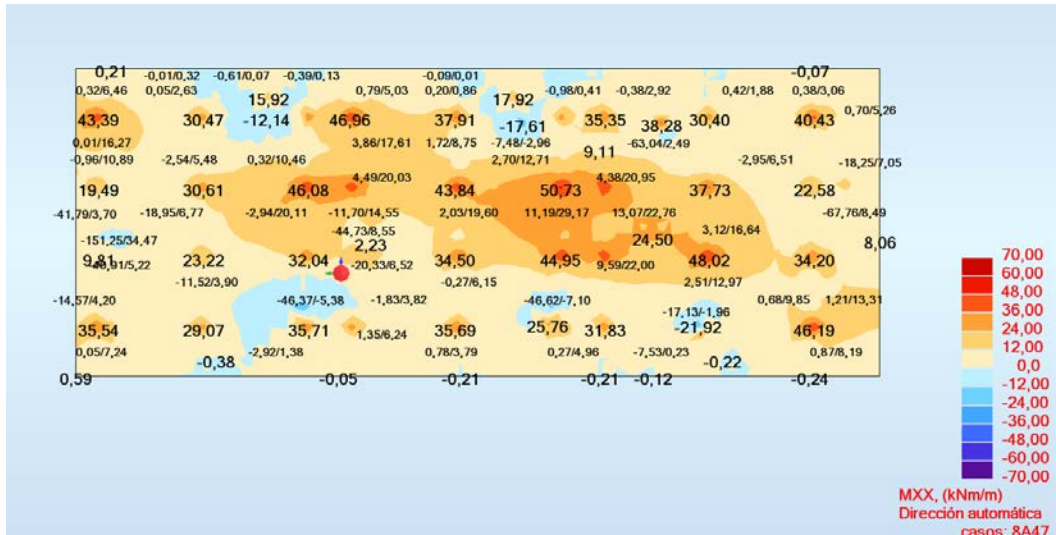 0,21 -0,01/0,32 -0,61/0,07 -0,39/0,13 -0,09/0,01 -0,07
0,32/6,46 0,05/2,63 0,79/5,03 0,20/0,86 -0,98/0,41 -0,38/2,92 0,42/1,88 0,38/3,06
15,92 17,92 0,70/5,26
43,39 30,47 -12,14 46,96 37,91 -17,61 35,35 38,28 30,40 40,43
0,01/16,27 3,86/17,61 1,72/8,75 -7,48/-2,96 -63,04/2,49
-0,96/10,89 -2,54/5,48 0,32/10,46 2,70/12,71 9,11 -2,95/6,51 -18,25/7,05
4,49/20,03 4,38/20,95
19,49 30,61 46,08 43,84 50,73 37,73 22,58
-41,79/3,70 -18,95/6,77 -2,94/20,11 -11,70/14,55 2,03/19,60 11,19/29,17 13,07/22,76 -67,76/8,49
-44,73/8,55 3,12/16,64
-151,25/34,47 2,23 24,50 8,06
9,81 23,22 32,04 -20,33/6,52 34,50 44,95 9,59/22,00 48,02 34,20
-11,52/3,90 -0,27/6,15 2,51/12,97
-14,57/4,20 -46,37/-5,38 -1,83/3,82 -46,62/-7,10 -17,13/-1,96 0,68/9,85 1,21/13,31
35,54 29,07 35,71 1,35/6,24 35,69 25,76 31,83 -21,92 46,19
0,05/7,24 -0,38 -2,92/1,38 0,78/3,79 0,27/4,96 -7,53/0,23 -0,22 0,87/8,19
0,59 -0,05 -0,21 -0,21 -0,12 -0,24
70,00
60,00
48,00
36,00
24,00
12,00
0,0
-12,00
-24,00
-36,00
-48,00
-60,00
-70,00
MXX, (kNm/m)
Dirección automática
casos: 8A47